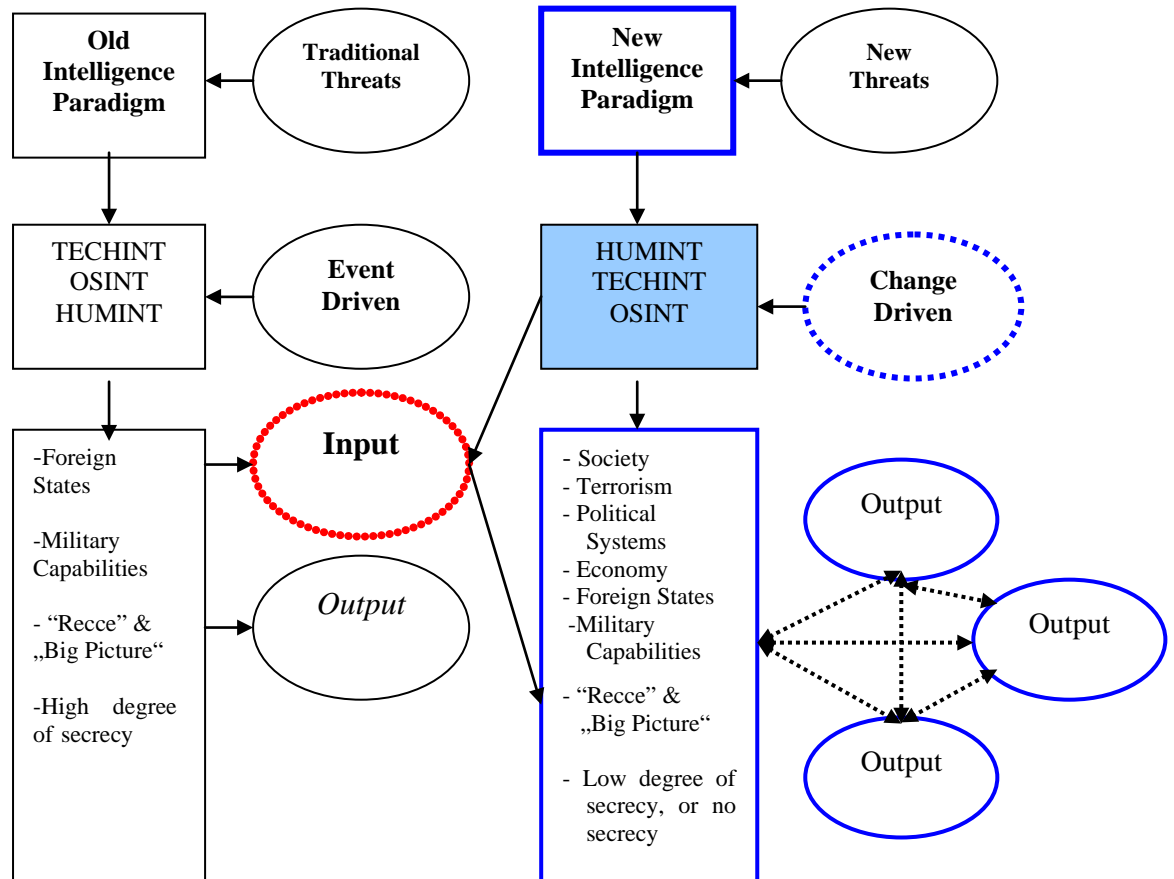 Old
Intelligence
Paradigm
Traditional
Threats
New
Intelligence
Paradigm
New
Threats
TECHINT
OSINT
HUMINT
Event
Driven
HUMINT
TECHINT
OSINT
Change
Driven
-Foreign
States
-Military
Capabilities
- “Recce” &
„Big Picture“
-High degree
of secrecy
Input
Output
- Society
- Terrorism
- Political
Systems
- Economy
- Foreign States
-Military
Capabilities
- “Recce” &
„Big Picture“
- Low degree of
secrecy, or no
secrecy
Output
Output
Output